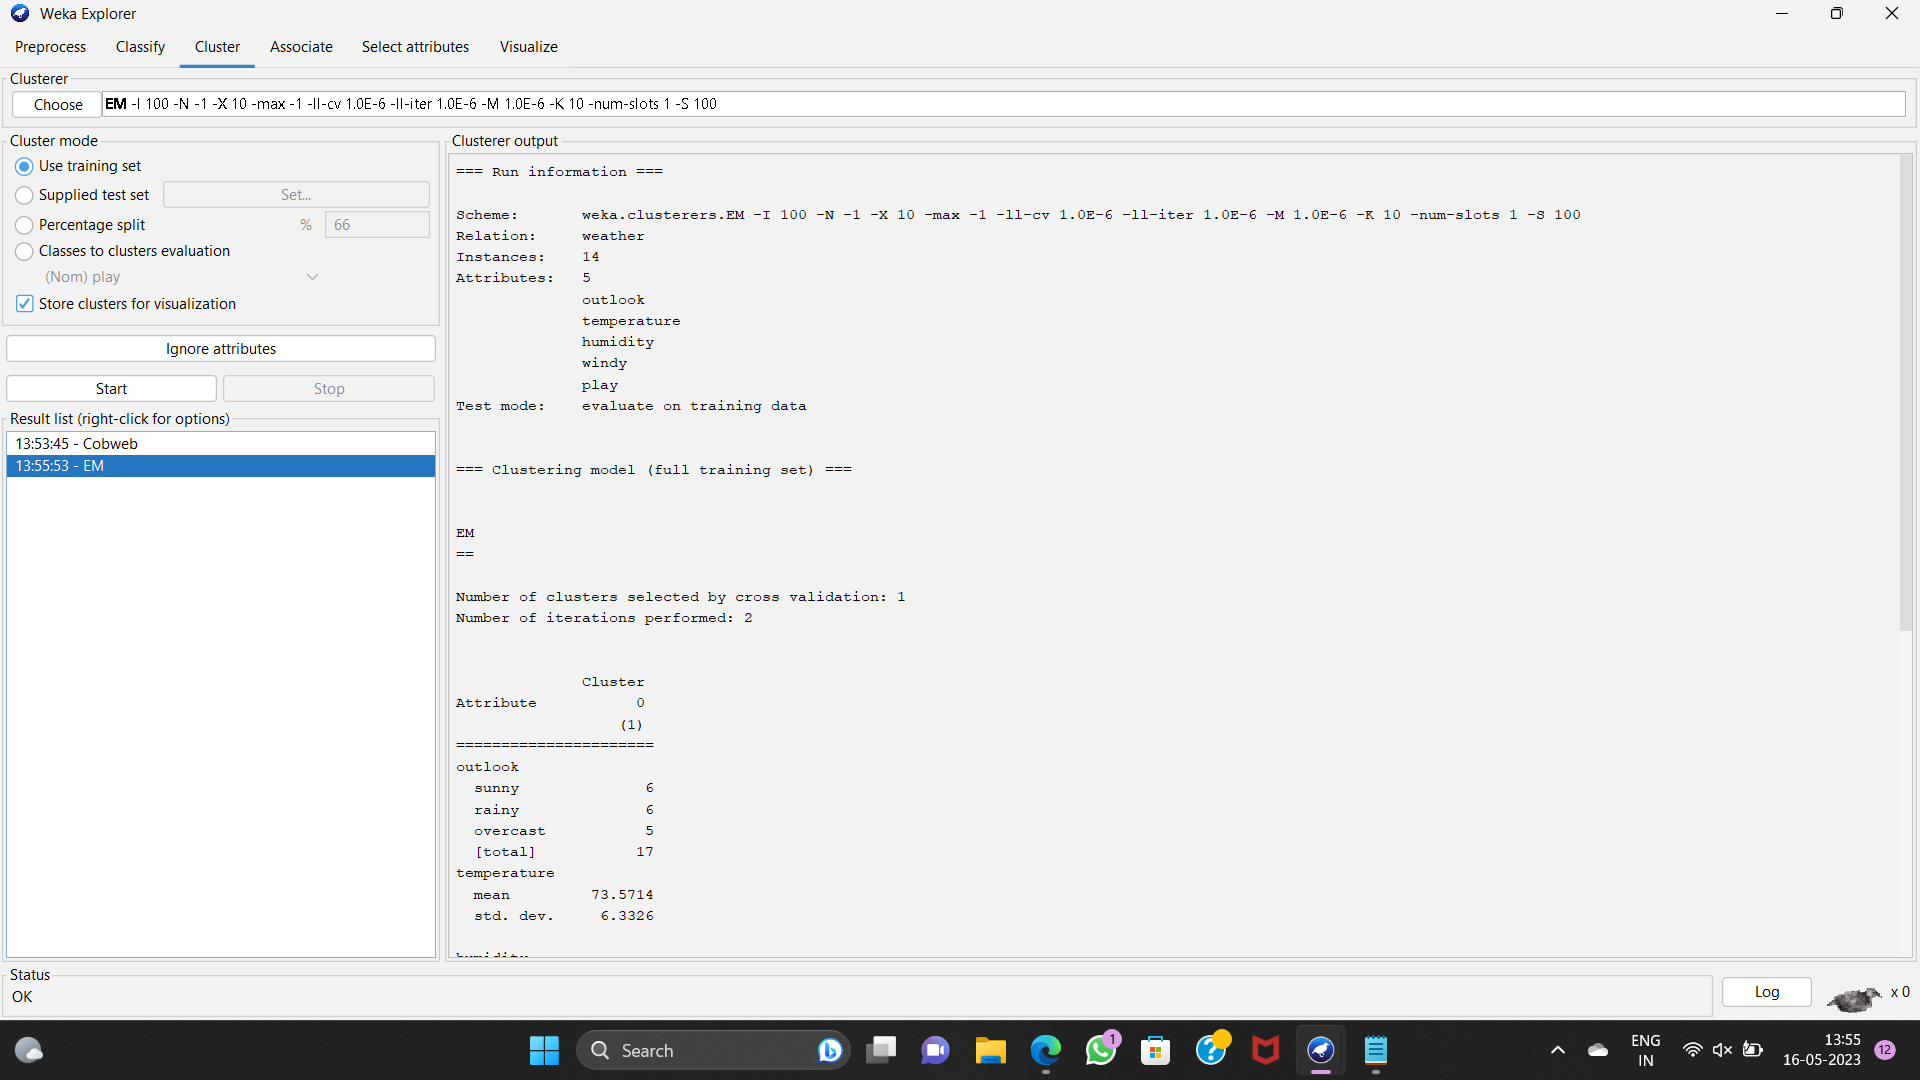 Weka Explorer
Preprocess Classify Cluster Associate Select attributes Visualize
Clusterer
Choose EM -I 100 -N -1 -X 10 -max -1 -ll-cv 1.0E-6 -ll-iter 1.0E-6 -M 1.0E-6 -K 10 -num-slots 1 -S 100
Cluster mode
Use training set
Supplied test set Set...
Percentage split % 66
Classes to clusters evaluation
(Nom) play
Store clusters for visualization
Ignore attributes
Start Stop
Result list (right-click for options)
13:53:45 - Cobweb
13:55:53 - EM
Clusterer output
=== Run information ===
Scheme: weka.clusterers.EM -I 100 -N -1 -X 10 -max -1 -ll-cv 1.0E-6 -ll-iter 1.0E-6 -M 1.0E-6 -K 10 -num-slots 1 -S 100
Relation: weather
Instances: 14
Attributes: 5
outlook
temperature
humidity
windy
play
Test mode: evaluate on training data
=== Clustering model (full training set) ===
EM
==
Number of clusters selected by cross validation: 1
Number of iterations performed: 2
Cluster
Attribute 0
(1)
======================
outlook
sunny 6
rainy 6
overcast 5
[total] 17
temperature
mean 73.5714
std. dev. 6.3326
humidity
Status
OK
Log x 0
Search
1
ENG
IN
13:55
16-05-2023
12